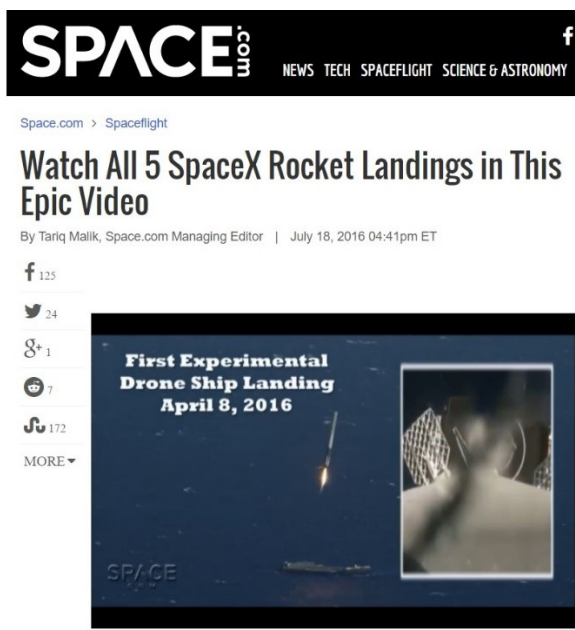 SPACE.com
f
NEWS TECH SPACEFLIGHT SCIENCE & ASTRONOMY
Space.com > Spaceflight
Watch All 5 SpaceX Rocket Landings in This
Epic Video
By Tariq Malik, Space.com Managing Editor | July 18, 2016 04:41pm ET
f 125
24
g+ 1
7
172
MORE
First Experimental
Drone Ship Landing
April 8, 2016
SPACE
.COM